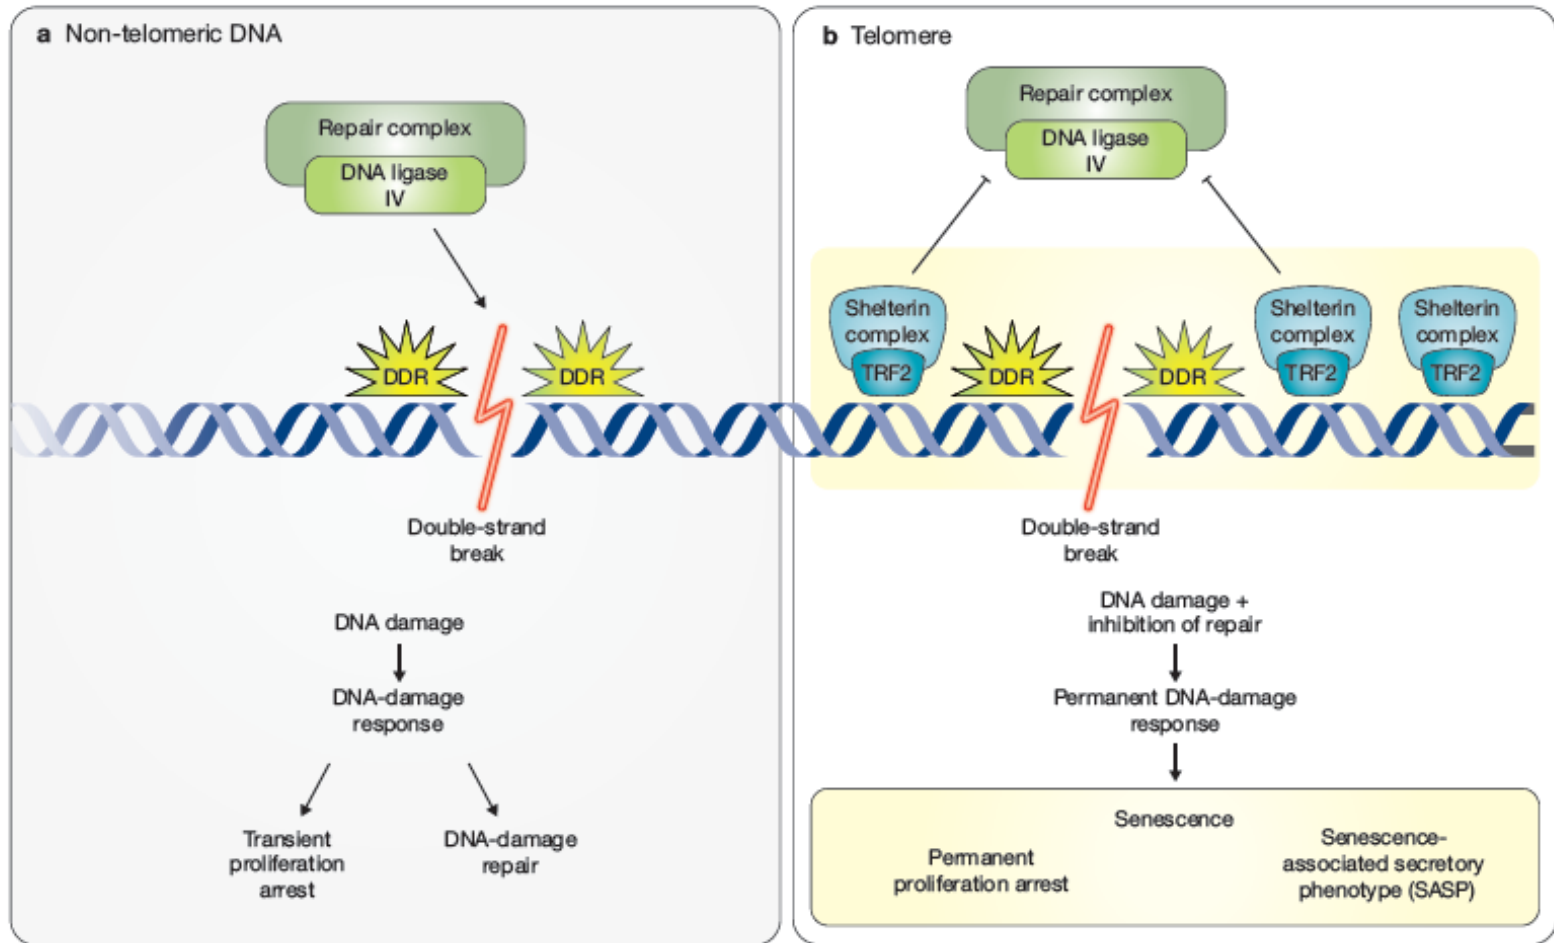 a Non-telomeric DNA
Repair complex
DNA ligase
IV
DDR
DDR
Double-strand
break
DNA damage
DNA-damage
response
Transient
proliferation
arrest
DNA-damage
repair
b Telomere
Repair complex
DNA ligase
IV
Shelterin
complex
TRF2
DDR
DDR
Shelterin
complex
TRF2
Shelterin
complex
TRF2
Double-strand
break
DNA damage +
inhibition of repair
Permanent DNA-damage
response
Senescence
Permanent
proliferation arrest
Senescence-
associated secretory
phenotype (SASP)